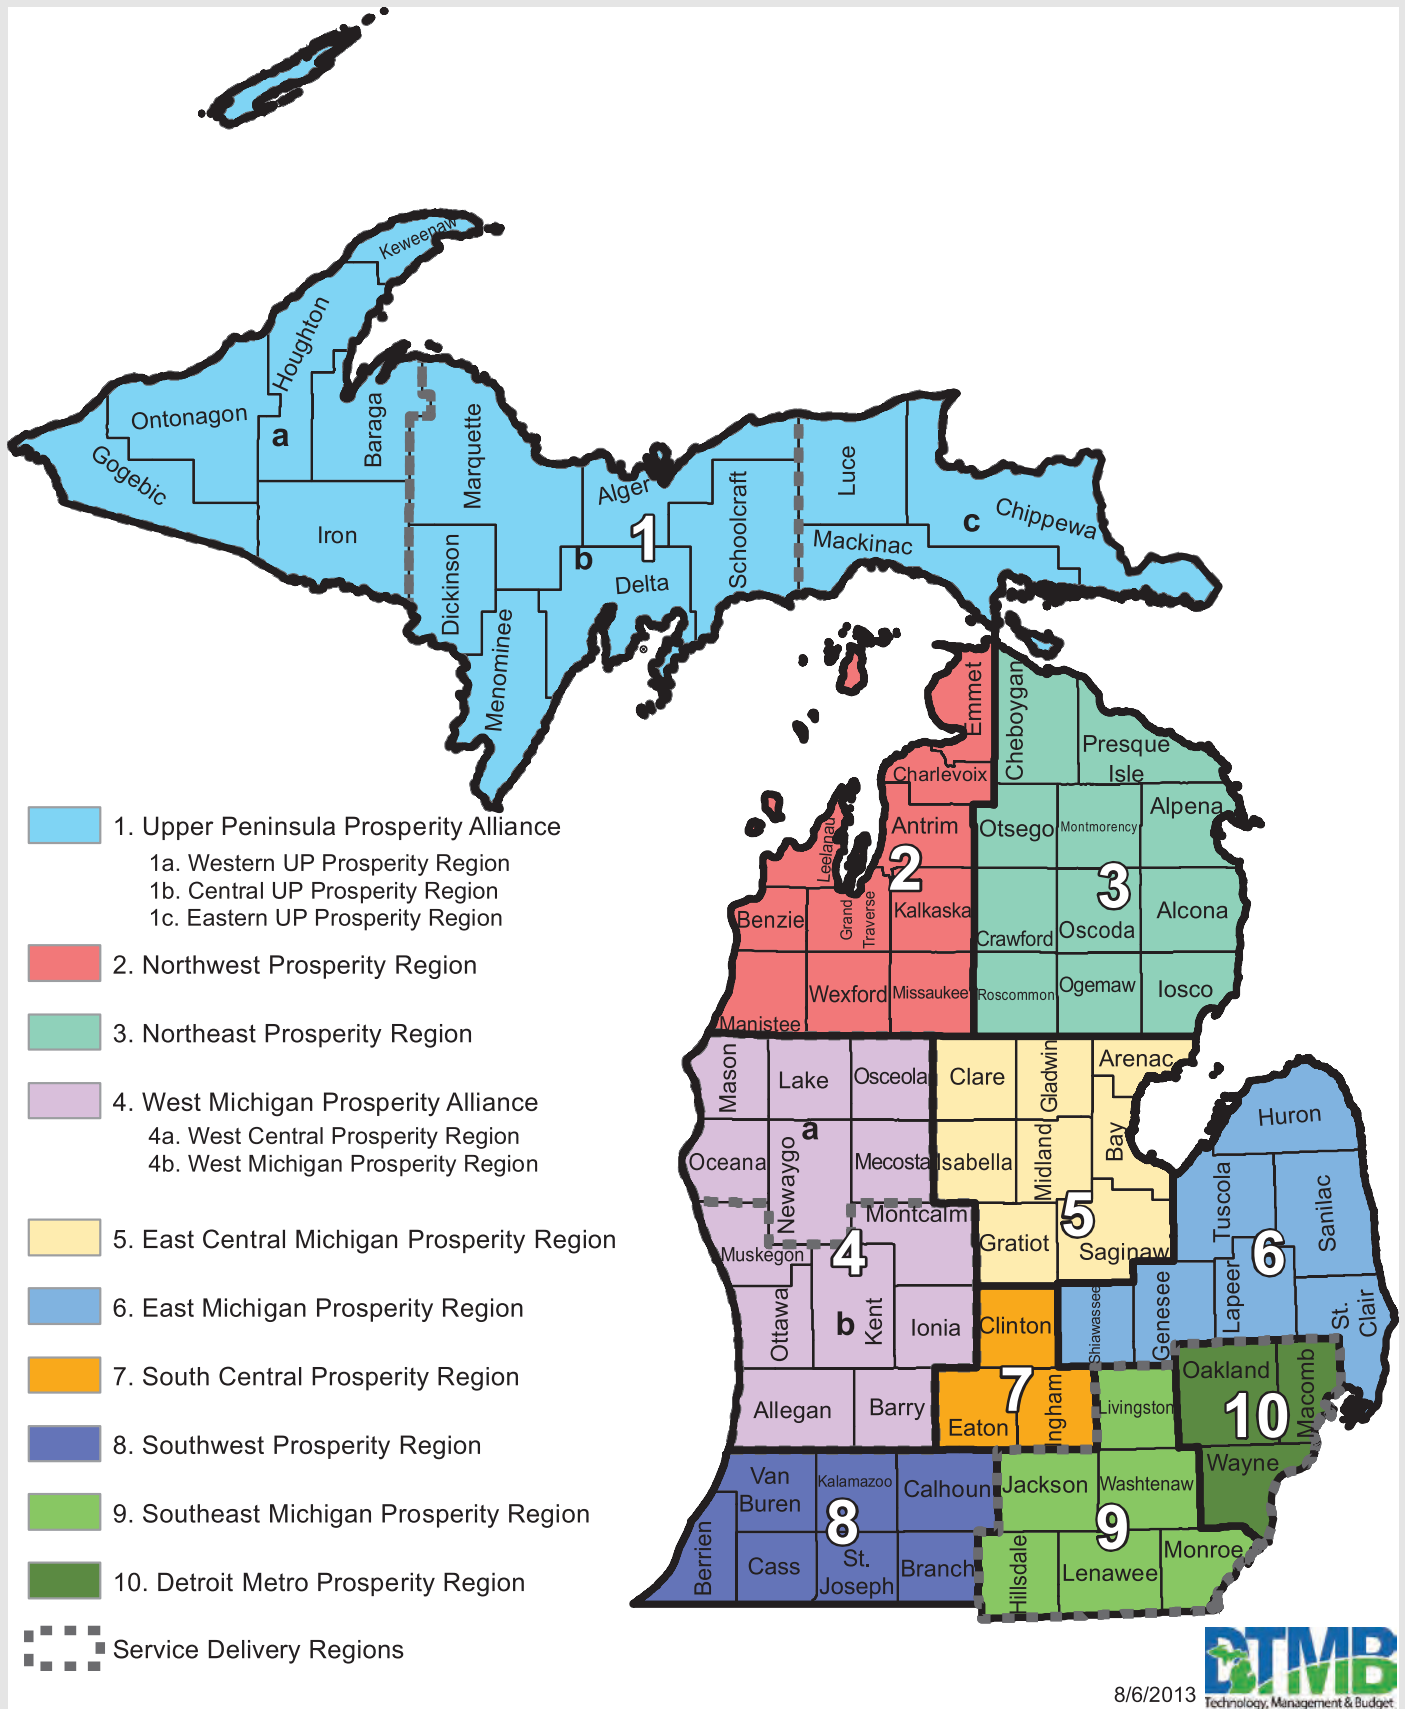 Keweenaw
Houghton
Ontonagon
Gogebic
a
Baraga
Iron
Marquette
Dickinson
Menominee
Alger
1
b
Delta
Schoolcraft
Luce
c
Chippewa
Mackinac
Emmet
Cheboygan
Presque
Isle
Charlevoix
Antrim
Otsego
Montmorency
Alpena
Leelanau
2
3
Benzie
Grand
Traverse
Kalkaska
Crawford
Oscoda
Alcona
Manistee
Wexford
Missaukee
Roscommon
Ogemaw
Iosco
Mason
Lake
Osceola
Clare
Gladwin
Arenac
a
Oceana
Newaygo
Mecosta
Isabella
Midland
Bay
Huron
Tuscola
Sanilac
Montcalm
Muskegon
4
Gratiot
5
Saginaw
6
Ottawa
b
Kent
Ionia
Clinton
Shiawassee
Genesee
Lapeer
St.
Clair
Allegan
Barry
7
Eaton
Ingham
Livingston
Oakland
Macomb
10
Wayne
Van
Buren
Kalamazoo
Calhoun
Jackson
Washtenaw
8
9
Berrien
Cass
St.
Joseph
Branch
Hillsdale
Lenawee
Monroe
1. Upper Peninsula Prosperity Alliance
1a. Western UP Prosperity Region
1b. Central UP Prosperity Region
1c. Eastern UP Prosperity Region
2. Northwest Prosperity Region
3. Northeast Prosperity Region
4. West Michigan Prosperity Alliance
4a. West Central Prosperity Region
4b. West Michigan Prosperity Region
5. East Central Michigan Prosperity Region
6. East Michigan Prosperity Region
7. South Central Prosperity Region
8. Southwest Prosperity Region
9. Southeast Michigan Prosperity Region
10. Detroit Metro Prosperity Region
Service Delivery Regions
8/6/2013
DTMB
Technology, Management & Budget